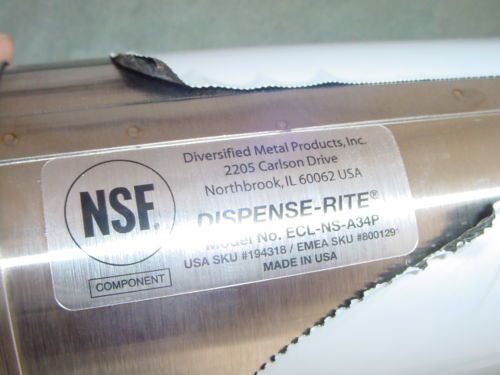 Diversified Metal Products, Inc.
2205 Carlson Drive
Northbrook, IL 60062 USA
NSF.
DISPENSE-RITE®
Model No. ECL-NS-A34P
USA SKU #194318 / EMEA SKU #800129
MADE IN USA
COMPONENT